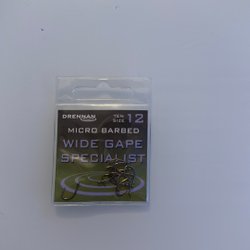 DRENNAN
TEN SIZE 12
MICRO BARBED
WIDE GAPE
SPECIALIST